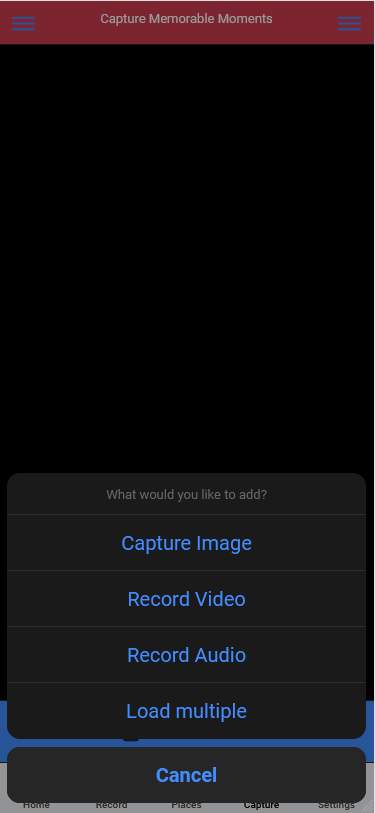 Capture Memorable Moments
What would you like to add?
Capture Image
Record Video
Record Audio
Load multiple
Cancel
Home Record Places Capture Settings